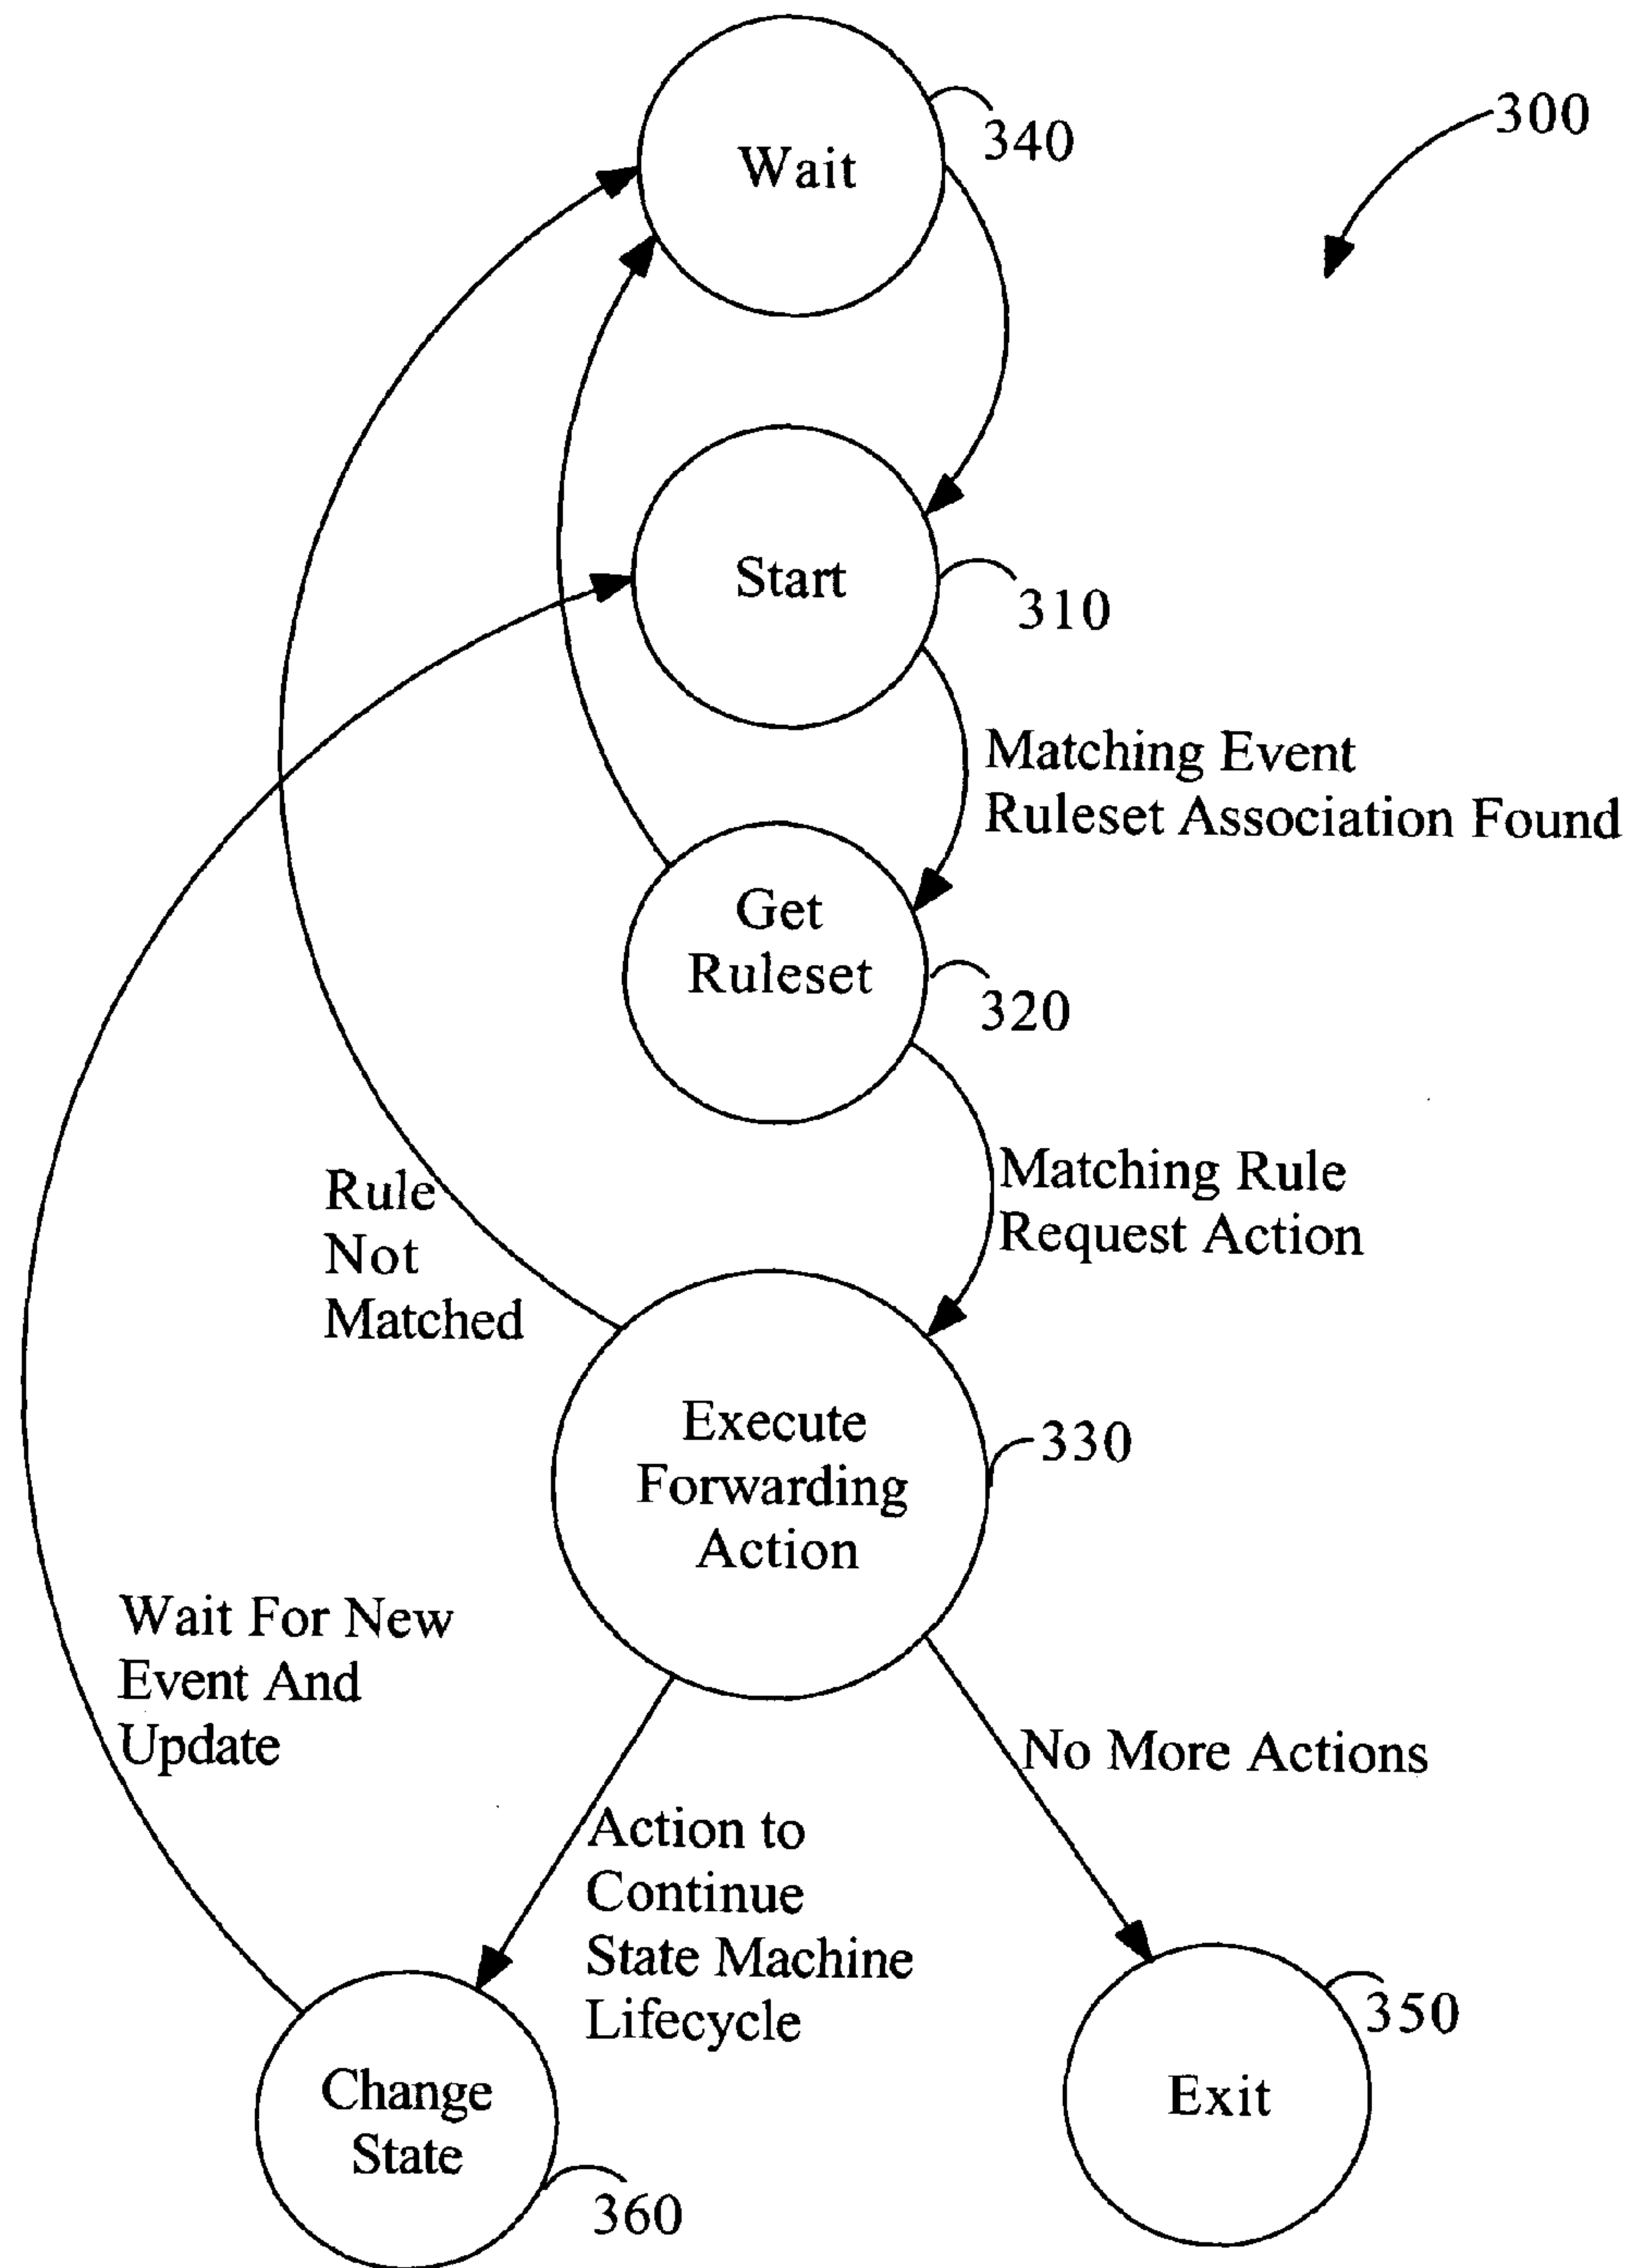 Wait
340
300
Start
310
Matching Event
Ruleset Association Found
Get
Ruleset
320
Matching Rule
Request Action
Rule
Not
Matched
Execute
Forwarding
Action
330
Wait For New
Event And
Update
No More Actions
Action to
Continue
State Machine
Lifecycle
Change
State
360
Exit
350